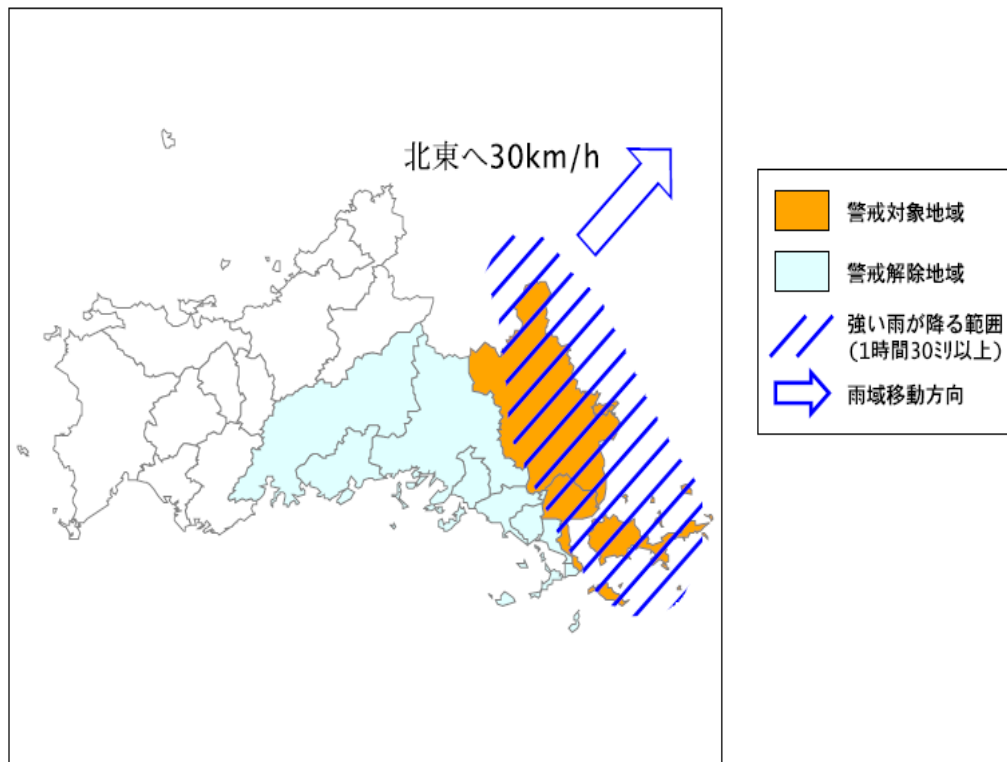 北東へ30km/h
警戒対象地域
警戒解除地域
強い雨が降る範囲
(1時間30ミリ以上)
雨域移動方向